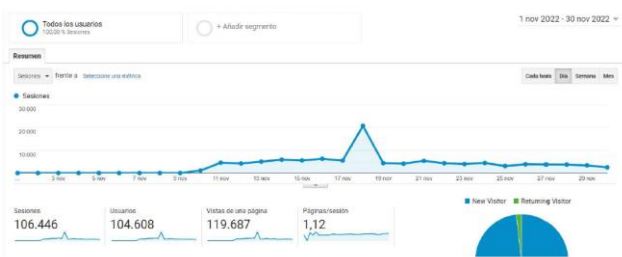 Todos los usuarios
100,00 % Sesiones
+ Añadir segmento
1 nov 2022 - 30 nov 2022
Resumen
Sesiones
frente a
Seleccione una métrica
Cada hora
Día
Semana
Mes
Sesiones
30.000
20.000
10.000
...
3 nov
5 nov
7 nov
9 nov
11 nov
13 nov
15 nov
17 nov
19 nov
21 nov
23 nov
25 nov
27 nov
29 nov
New Visitor
Returning Visitor
Sesiones
106.446
Usuarios
104.608
Vistas de una página
119.687
Páginas/sesión
1,12